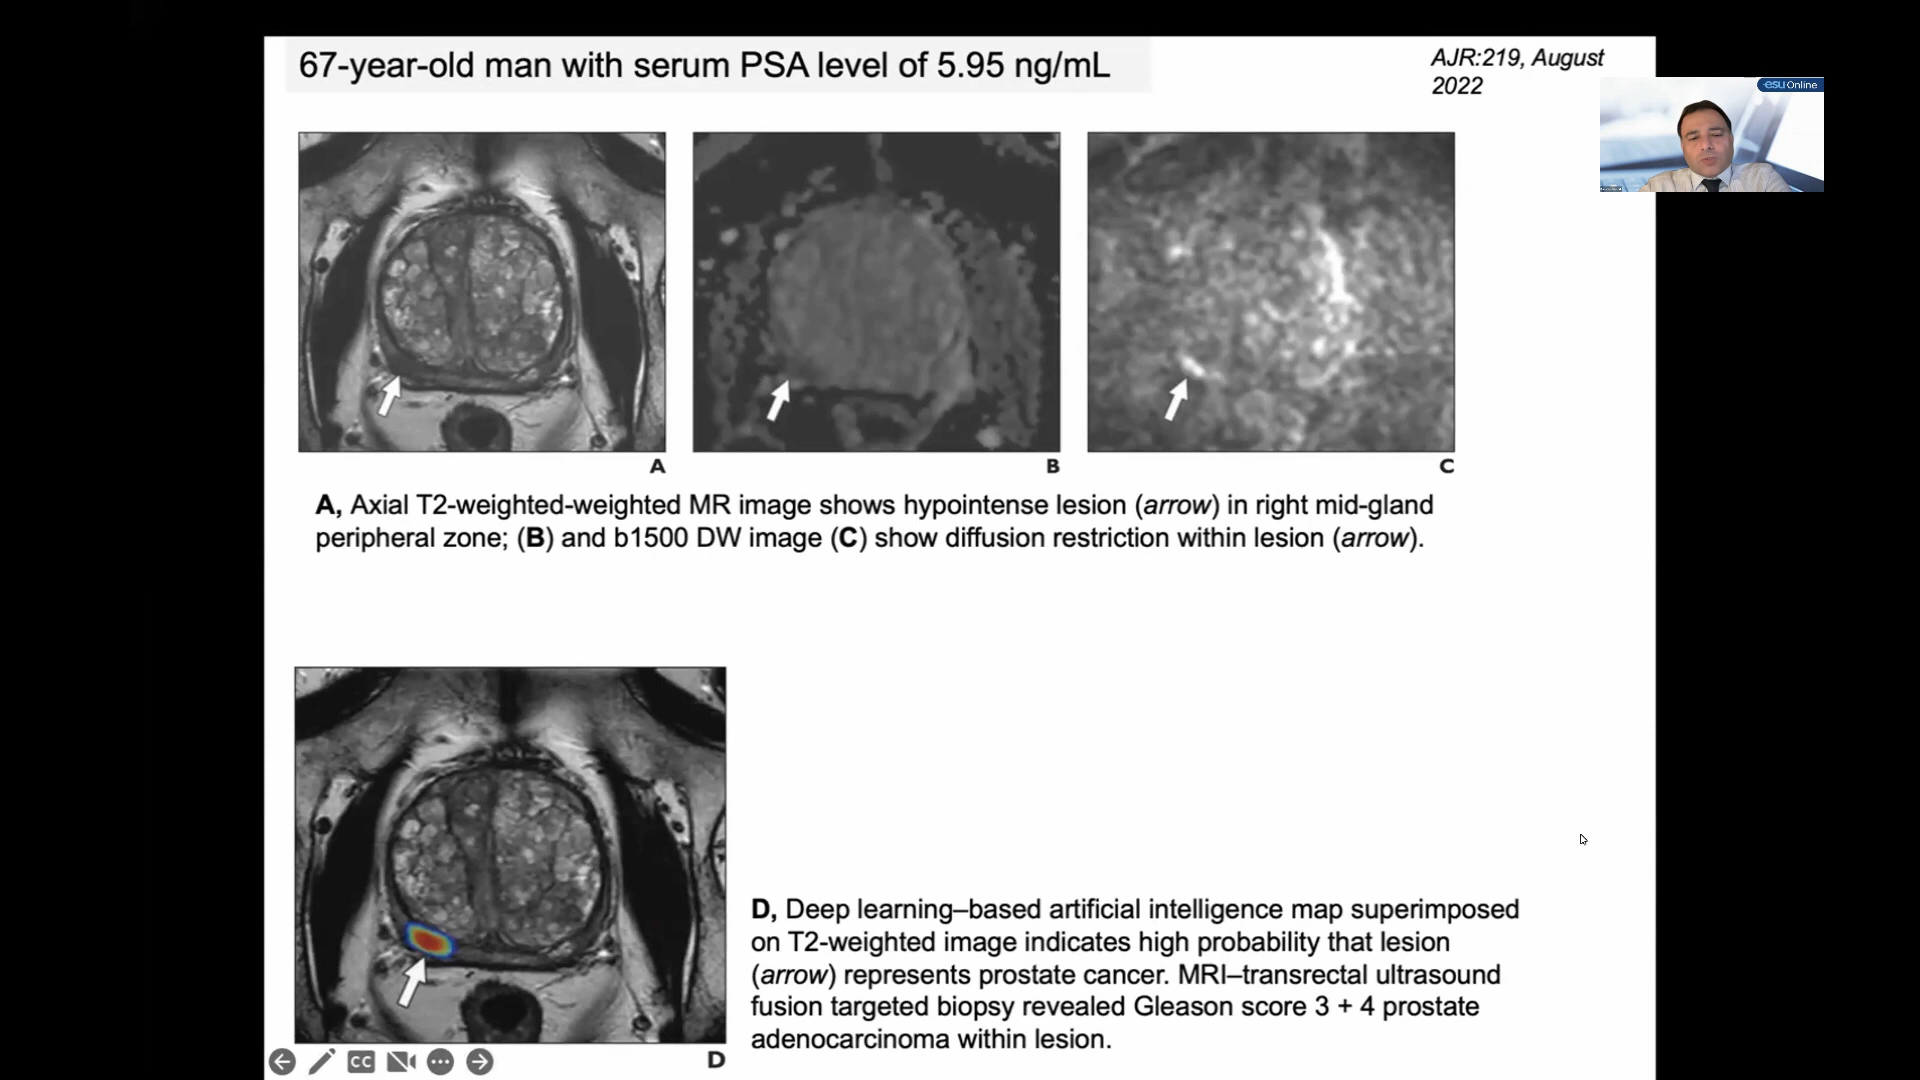 67-year-old man with serum PSA level of 5.95 ng/mL
AJR:219, August
2022
esu Online
A
B
C
A, Axial T2-weighted-weighted MR image shows hypointense lesion (arrow) in right mid-gland
peripheral zone; (B) and b1500 DW image (C) show diffusion restriction within lesion (arrow).
D, Deep learning–based artificial intelligence map superimposed
on T2-weighted image indicates high probability that lesion
(arrow) represents prostate cancer. MRI–transrectal ultrasound
fusion targeted biopsy revealed Gleason score 3 + 4 prostate
adenocarcinoma within lesion.
CC
D